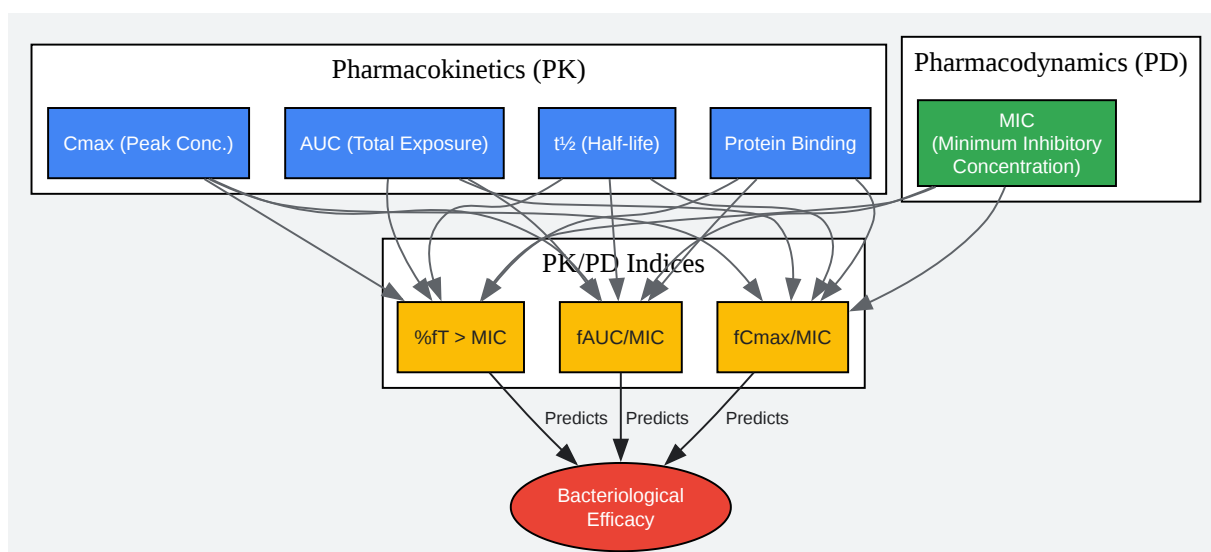 Pharmacokinetics (PK)
Pharmacodynamics (PD)
Cmax (Peak Conc.)
AUC (Total Exposure)
t½ (Half-life)
Protein Binding
MIC
(Minimum Inhibitory
Concentration)
PK/PD Indices
%fT > MIC
fAUC/MIC
fCmax/MIC
Predicts
Predicts
Predicts
Bacteriological
Efficacy